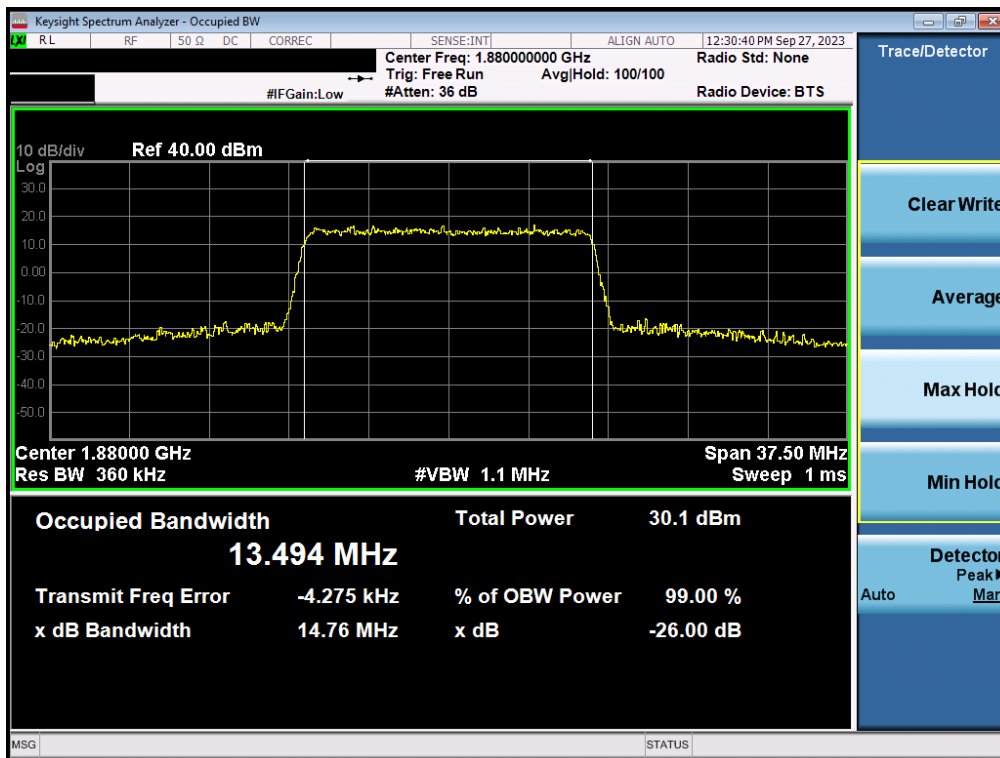 Keysight Spectrum Analyzer - Occupied BW
LXI RL RF 50 Ω DC CORREC SENSE:INT ALIGN AUTO 12:30:40 PM Sep 27, 2023
Center Freq: 1.880000000 GHz Radio Std: None
Trig: Free Run Avg|Hold: 100/100
#IFGain:Low #Atten: 36 dB Radio Device: BTS
10 dB/div Ref 40.00 dBm
Log
30.0
20.0
10.0
0.00
-10.0
-20.0
-30.0
-40.0
-50.0
Center 1.88000 GHz Span 37.50 MHz
Res BW 360 kHz #VBW 1.1 MHz Sweep 1 ms
Occupied Bandwidth Total Power 30.1 dBm
13.494 MHz
Transmit Freq Error -4.275 kHz % of OBW Power 99.00 %
x dB Bandwidth 14.76 MHz x dB -26.00 dB
MSG STATUS
Trace/Detector
Clear Write
Average
Max Hold
Min Hold
Detector
Peak
Auto Man